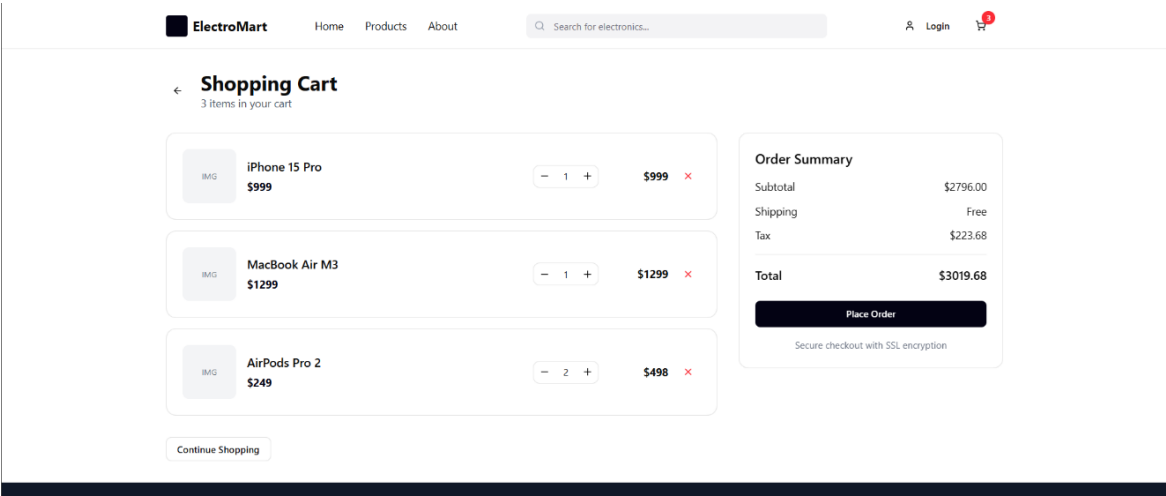 ElectroMart Home Products About Search for electronics... Login 3
Shopping Cart
3 items in your cart
IMG
iPhone 15 Pro
$999
− 1 +
$999 ×
IMG
MacBook Air M3
$1299
− 1 +
$1299 ×
IMG
AirPods Pro 2
$249
− 2 +
$498 ×
Continue Shopping
Order Summary
Subtotal $2796.00
Shipping Free
Tax $223.68
Total $3019.68
Place Order
Secure checkout with SSL encryption